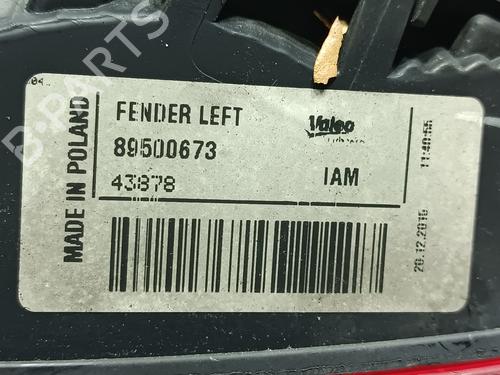 B-PARTS
MADE IN POLAND
FENDER LEFT
Valeo
89500673
43878
IAM
11:40:55
20.12.2016